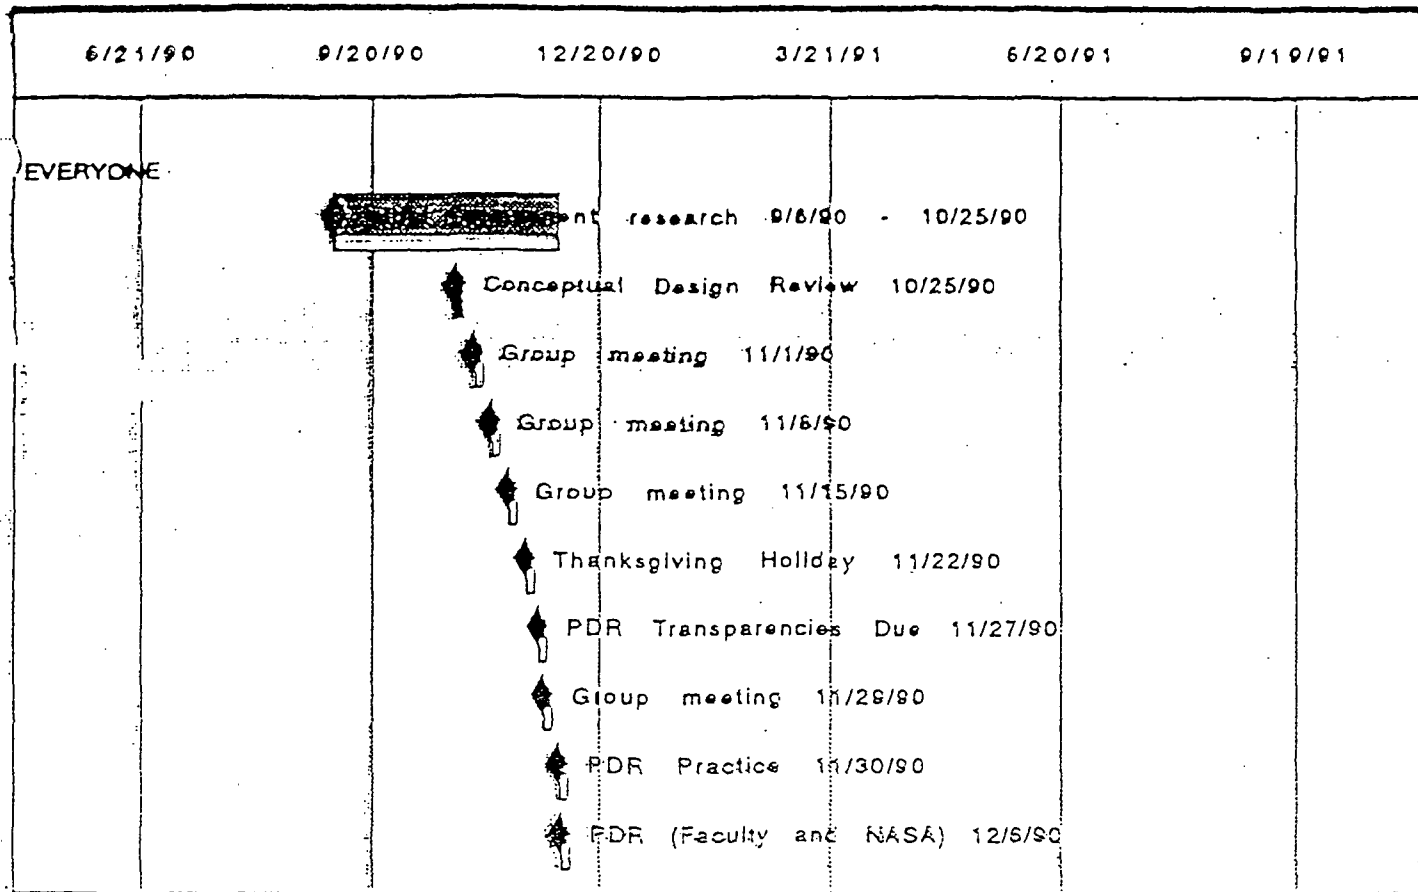 6/21/90 9/20/90 12/20/90 3/21/91 6/20/91 9/19/91
EVERYONE
research 9/6/90 - 10/25/90
Conceptual Design Review 10/25/90
Group meeting 11/1/90
Group meeting 11/8/90
Group meeting 11/15/90
Thanksgiving Holiday 11/22/90
PDR Transparencies Due 11/27/90
Group meeting 11/29/90
PDR Practice 11/30/90
PDR (Faculty and NASA) 12/6/90